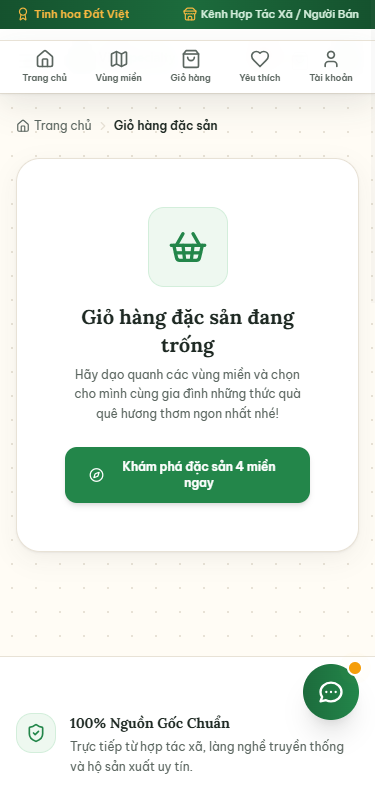 Tinh hoa Đất Việt
Kênh Hợp Tác Xã / Người Bán
Trang chủ
Vùng miền
Giỏ hàng
Yêu thích
Tài khoản
Trang chủ
Giỏ hàng đặc sản
Giỏ hàng đặc sản đang
trống
Hãy dạo quanh các vùng miền và chọn
cho mình cùng gia đình những thức quà
quê hương thơm ngon nhất nhé!
Khám phá đặc sản 4 miền
ngay
100% Nguồn Gốc Chuẩn
Trực tiếp từ hợp tác xã, làng nghề truyền thống
và hộ sản xuất uy tín.